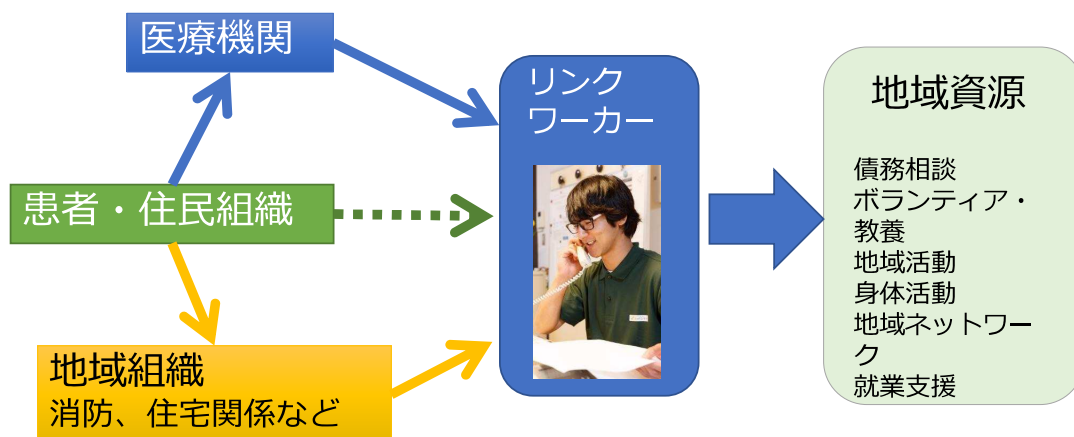 医療機関
患者・住民組織
地域組織
消防、住宅関係など
リンク
ワーカー
地域資源
債務相談
ボランティア・
教養
地域活動
身体活動
地域ネットワー
ク
就業支援